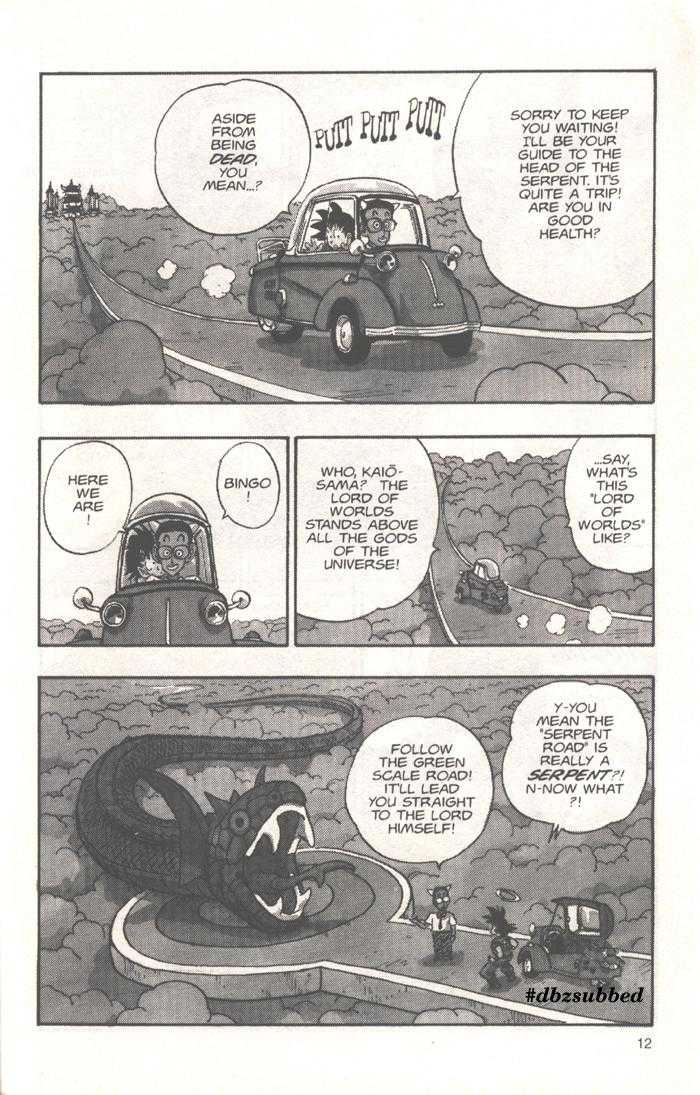 SORRY TO KEEP
YOU WAITING!
I'LL BE YOUR
GUIDE TO THE
HEAD OF THE
SERPENT. IT'S
QUITE A TRIP!
ARE YOU IN
GOOD
HEALTH?
PUTT PUTT PUTT
ASIDE
FROM
BEING
DEAD,
YOU
MEAN...?
...SAY,
WHAT'S
THIS
"LORD
OF
WORLDS"
LIKE?
WHO, KAIŌ-
SAMA? THE
LORD OF
WORLDS
STANDS ABOVE
ALL THE GODS
OF THE
UNIVERSE!
BINGO
!
HERE
WE
ARE
!
Y-YOU
MEAN THE
"SERPENT
ROAD" IS
REALLY A
SERPENT?!
N-NOW WHAT
?!
FOLLOW
THE GREEN
SCALE ROAD!
IT'LL LEAD
YOU STRAIGHT
TO THE LORD
HIMSELF!
#dbzsubbed
12